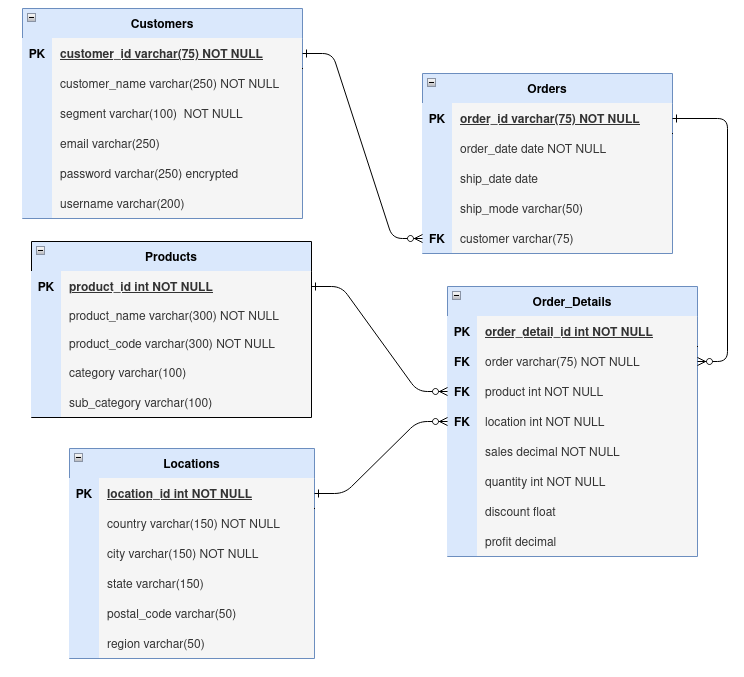 Customers
PK customer_id varchar(75) NOT NULL
customer_name varchar(250) NOT NULL
segment varchar(100)  NOT NULL
email varchar(250)
password varchar(250) encrypted
username varchar(200)
Orders
PK order_id varchar(75) NOT NULL
order_date date NOT NULL
ship_date date
ship_mode varchar(50)
FK customer varchar(75)
Products
PK product_id int NOT NULL
product_name varchar(300) NOT NULL
product_code varchar(300) NOT NULL
category varchar(100)
sub_category varchar(100)
Order_Details
PK order_detail_id int NOT NULL
FK order varchar(75) NOT NULL
FK product int NOT NULL
FK location int NOT NULL
sales decimal NOT NULL
quantity int NOT NULL
discount float
profit decimal
Locations
PK location_id int NOT NULL
country varchar(150) NOT NULL
city varchar(150) NOT NULL
state varchar(150)
postal_code varchar(50)
region varchar(50)